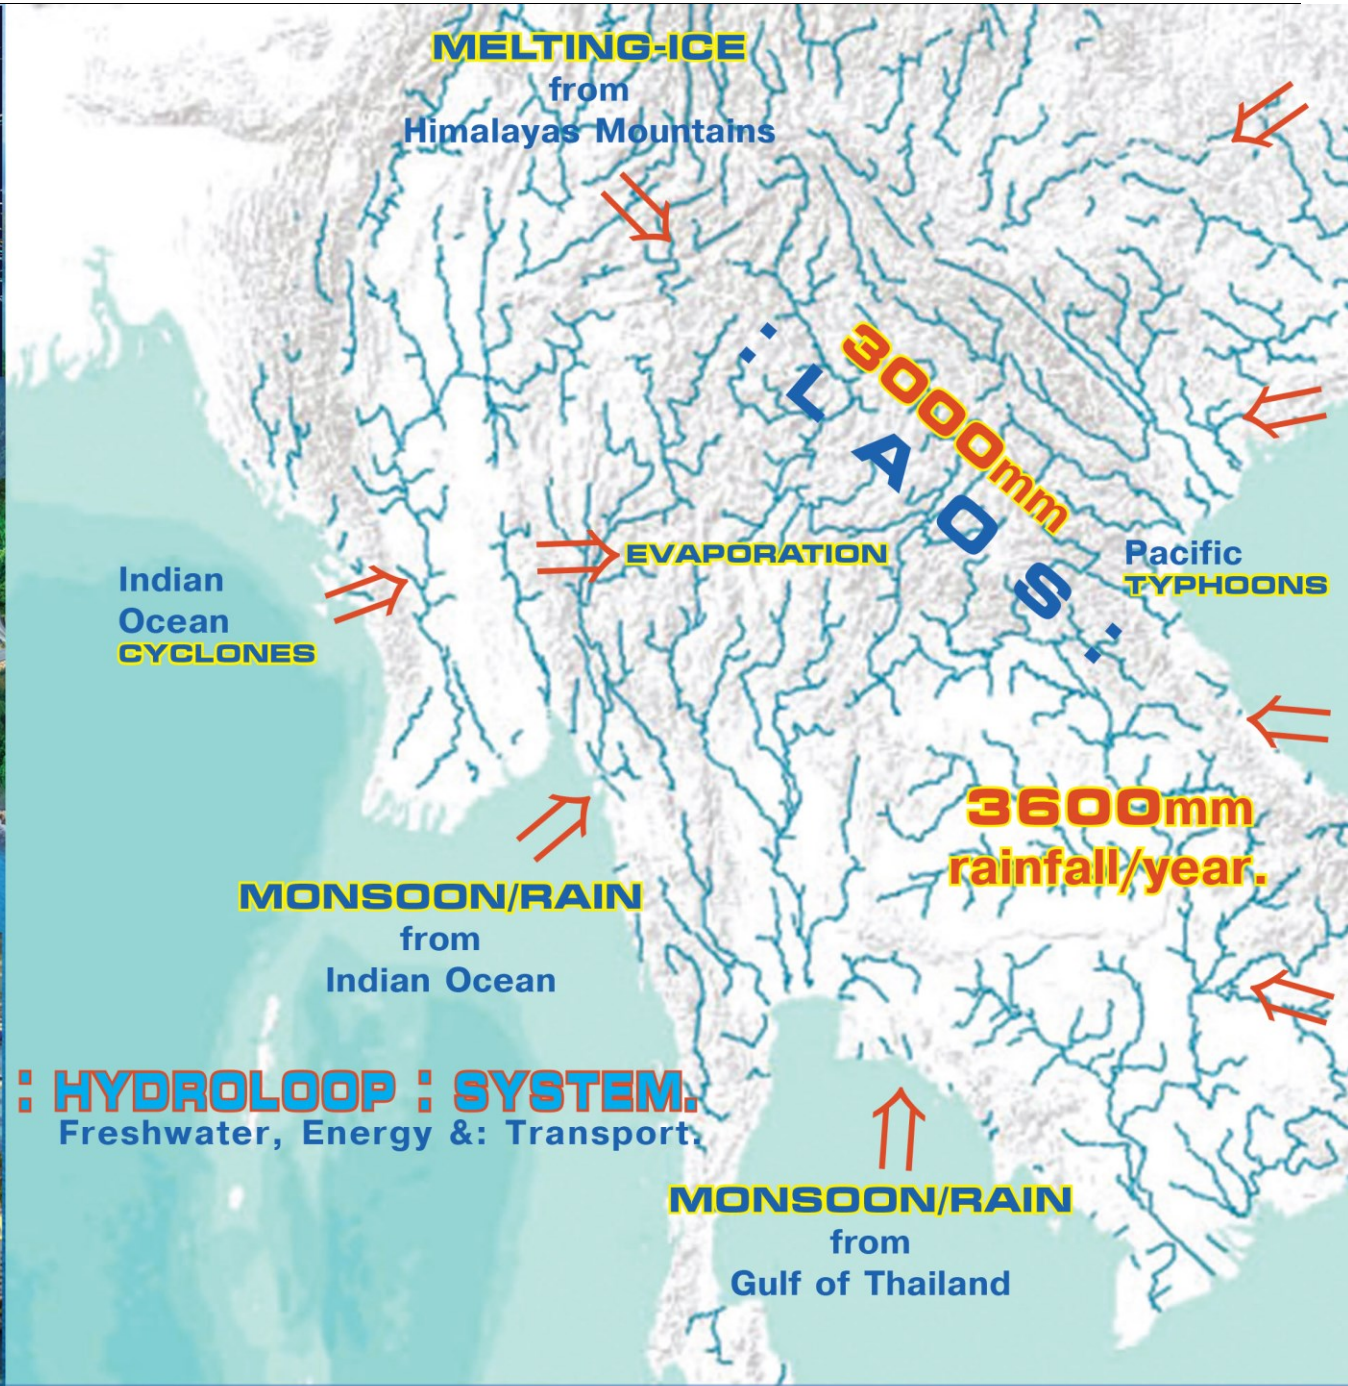 MELTING-ICE
from
Himalayas Mountains
3000mm
: LAOS :
EVAPORATION
Pacific
TYPHOONS
Indian
Ocean
CYCLONES
3600mm
rainfall/year.
MONSOON/RAIN
from
Indian Ocean
: HYDROLOOP : SYSTEM.
Freshwater, Energy &: Transport.
MONSOON/RAIN
from
Gulf of Thailand